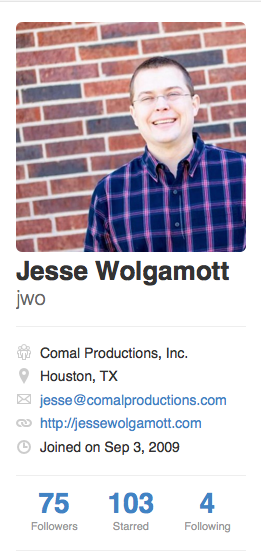 Jesse Wolgamott
jwo
Comal Productions, Inc.
Houston, TX
jesse@comalproductions.com
http://jessewolgamott.com
Joined on Sep 3, 2009
75 103 4
Followers Starred Following